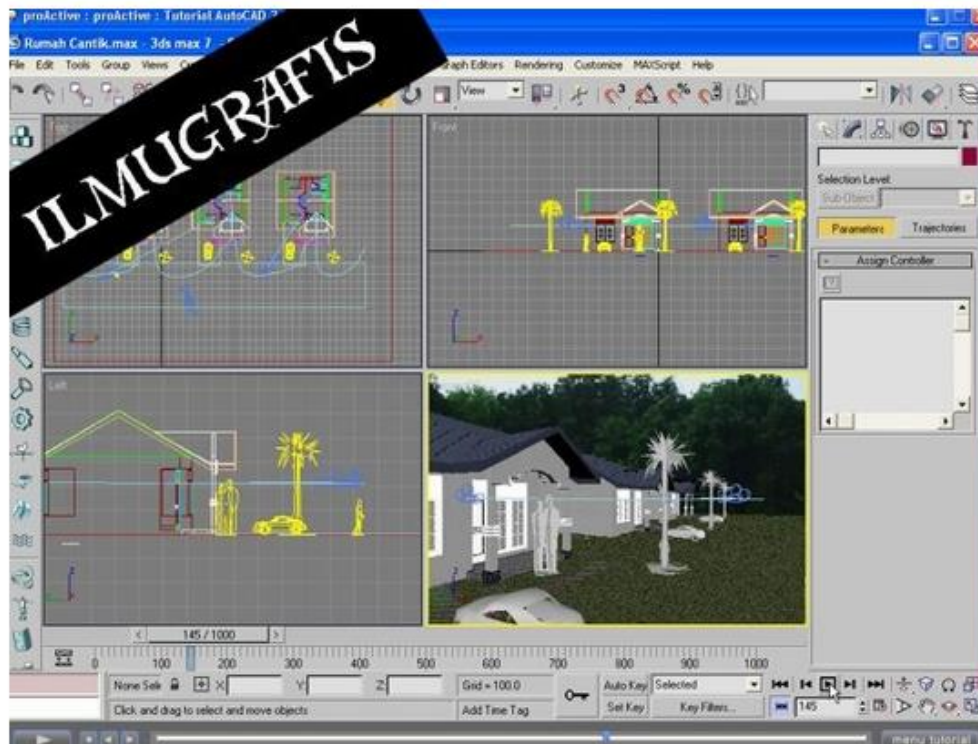 proActive : proActive : Tutorial AutoCAD
Rumah Cantik.max - 3ds max 7
File Edit Tools Group Views Graph Editors Rendering Customize MAXScript Help
ILMUGRAFIS
View
Front
Selection Level:
Sub-Object
Parameters Trajectories
- Assign Controller
Left
< 145 / 1000 >
0 100 200 300 400 500 600 700 800 900 1000
None Sele X: Y: Z: Grid = 100.0 Auto Key Selected
Click and drag to select and move objects Add Time Tag Set Key Key Filters... 145
menu tutorial